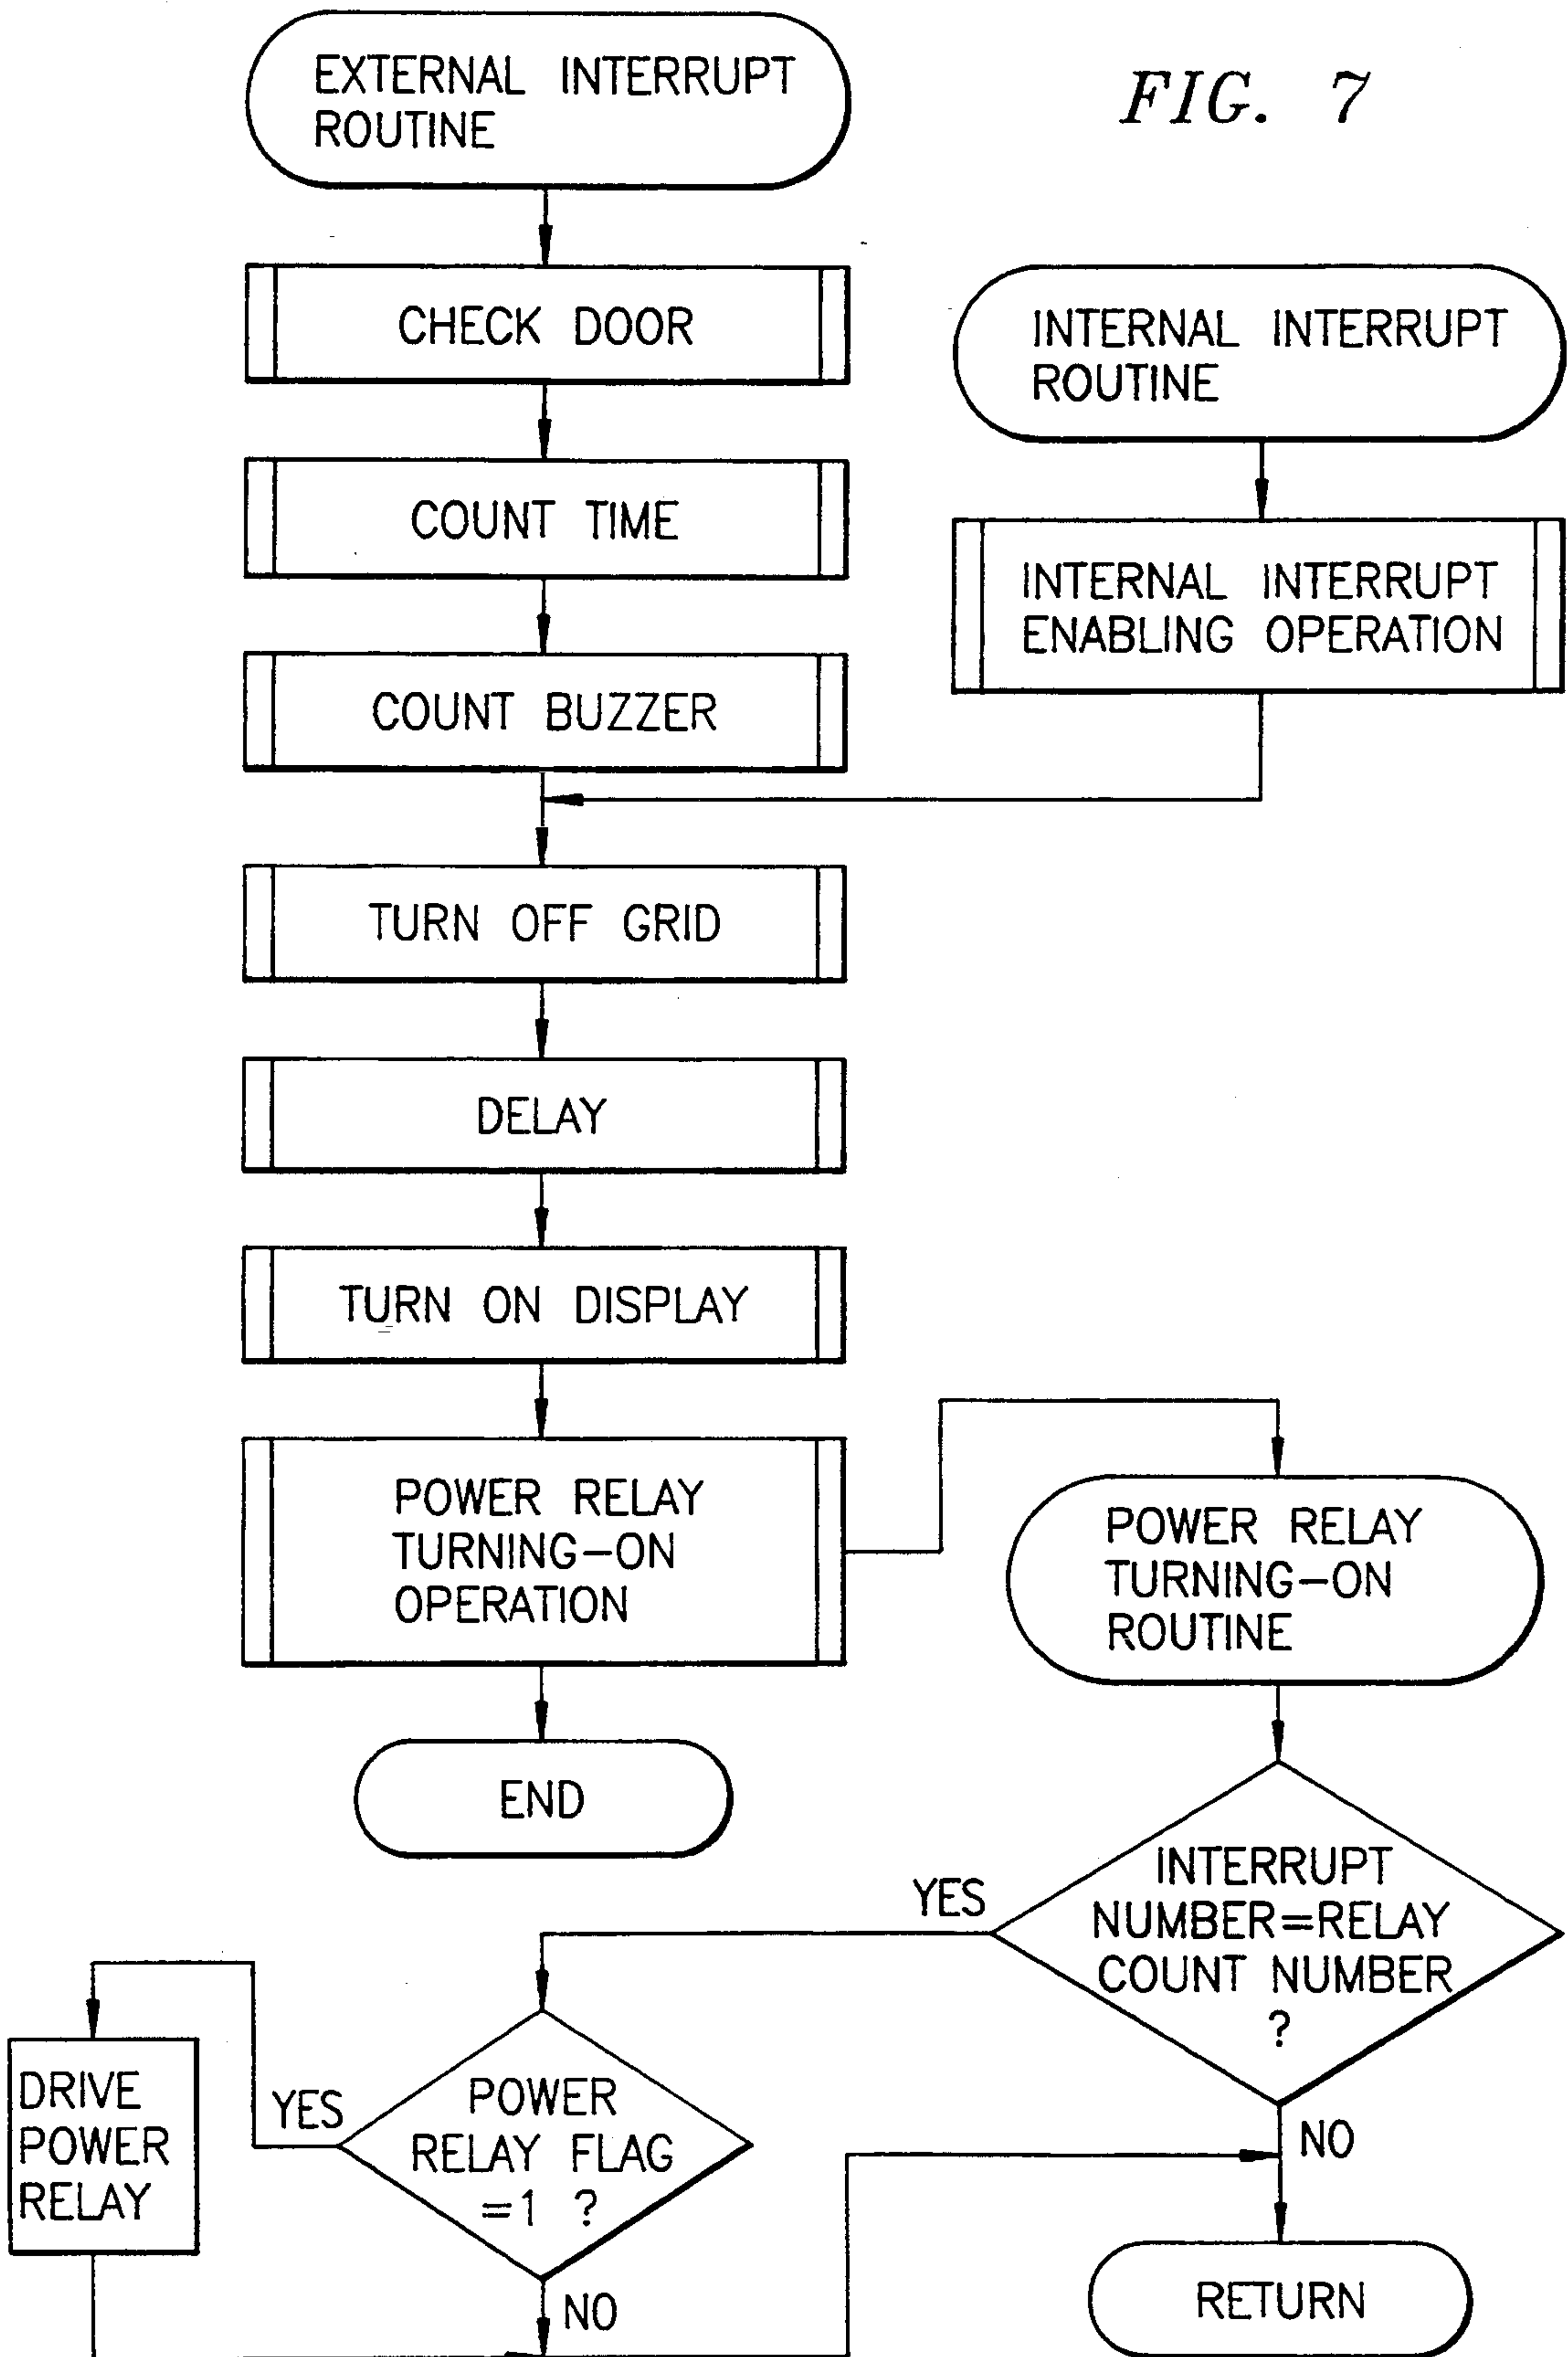 FIG. 7
EXTERNAL INTERRUPT
ROUTINE
CHECK DOOR
COUNT TIME
COUNT BUZZER
INTERNAL INTERRUPT
ROUTINE
INTERNAL INTERRUPT
ENABLING OPERATION
TURN OFF GRID
DELAY
TURN ON DISPLAY
POWER RELAY
TURNING-ON
OPERATION
END
POWER RELAY
TURNING-ON
ROUTINE
INTERRUPT
NUMBER=RELAY
COUNT NUMBER
?
YES
NO
POWER
RELAY FLAG
=1 ?
YES
NO
DRIVE
POWER
RELAY
RETURN